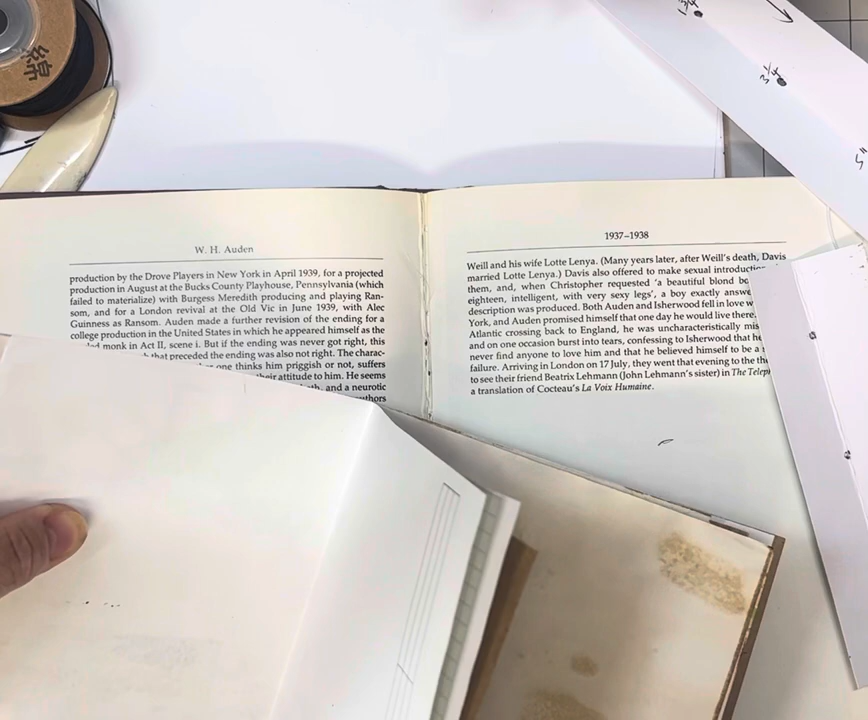 綿
1¾
3¼
5"
W. H. Auden
production by the Drove Players in New York in April 1939, for a projected
production in August at the Bucks County Playhouse, Pennsylvania (which
failed to materialize) with Burgess Meredith producing and playing Ran-
som, and for a London revival at the Old Vic in June 1939, with Alec
Guinness as Ransom. Auden made a further revision of the ending for a
college production in the United States in which he appeared himself as the
monk in Act II, scene i. But if the ending was never got right, this
that preceded the ending was also not right. The charac-
one thinks him priggish or not, suffers
attitude to him. He seems
and a neurotic
1937–1938
Weill and his wife Lotte Lenya. (Many years later, after Weill's death, Davis
married Lotte Lenya.) Davis also offered to make sexual
them, and, when Christopher requested 'a beautiful blond
eighteen, intelligent, with very sexy legs', a boy exactly
description was produced. Both Auden and Isherwood fell in love
York, and Auden promised himself that one day he would live there.
Atlantic crossing back to England, he was uncharacteristically
and on one occasion burst into tears, confessing to Isherwood that he
never find anyone to love him and that he believed himself to be a
failure. Arriving in London on 17 July, they went that evening to the
to see their friend Beatrix Lehmann (John Lehmann's sister) in The
a translation of Cocteau's La Voix Humaine.